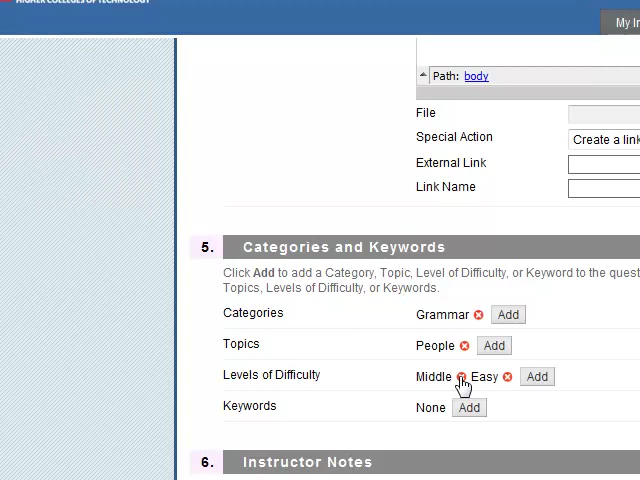 HIGHER COLLEGES OF TECHNOLOGY
My In
Path: body
File
Special Action Create a link
External Link
Link Name
5. Categories and Keywords
Click Add to add a Category, Topic, Level of Difficulty, or Keyword to the quest
Topics, Levels of Difficulty, or Keywords.
Categories Grammar Add
Topics People Add
Levels of Difficulty Middle Easy Add
Keywords None Add
6. Instructor Notes